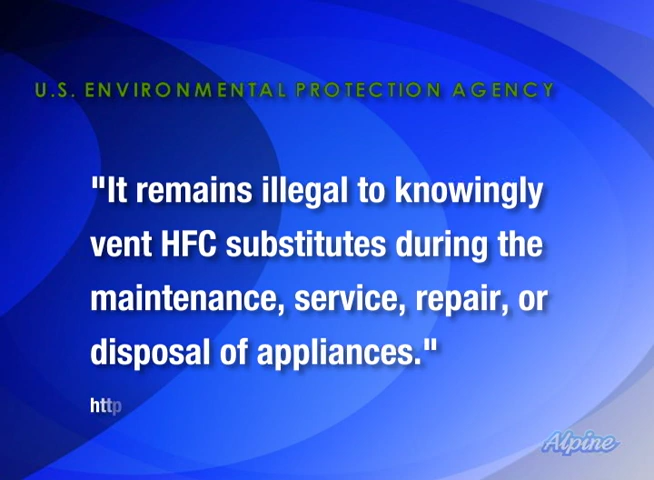 U.S. ENVIRONMENTAL PROTECTION AGENCY
"It remains illegal to knowingly
vent HFC substitutes during the
maintenance, service, repair, or
disposal of appliances."
http
Alpine